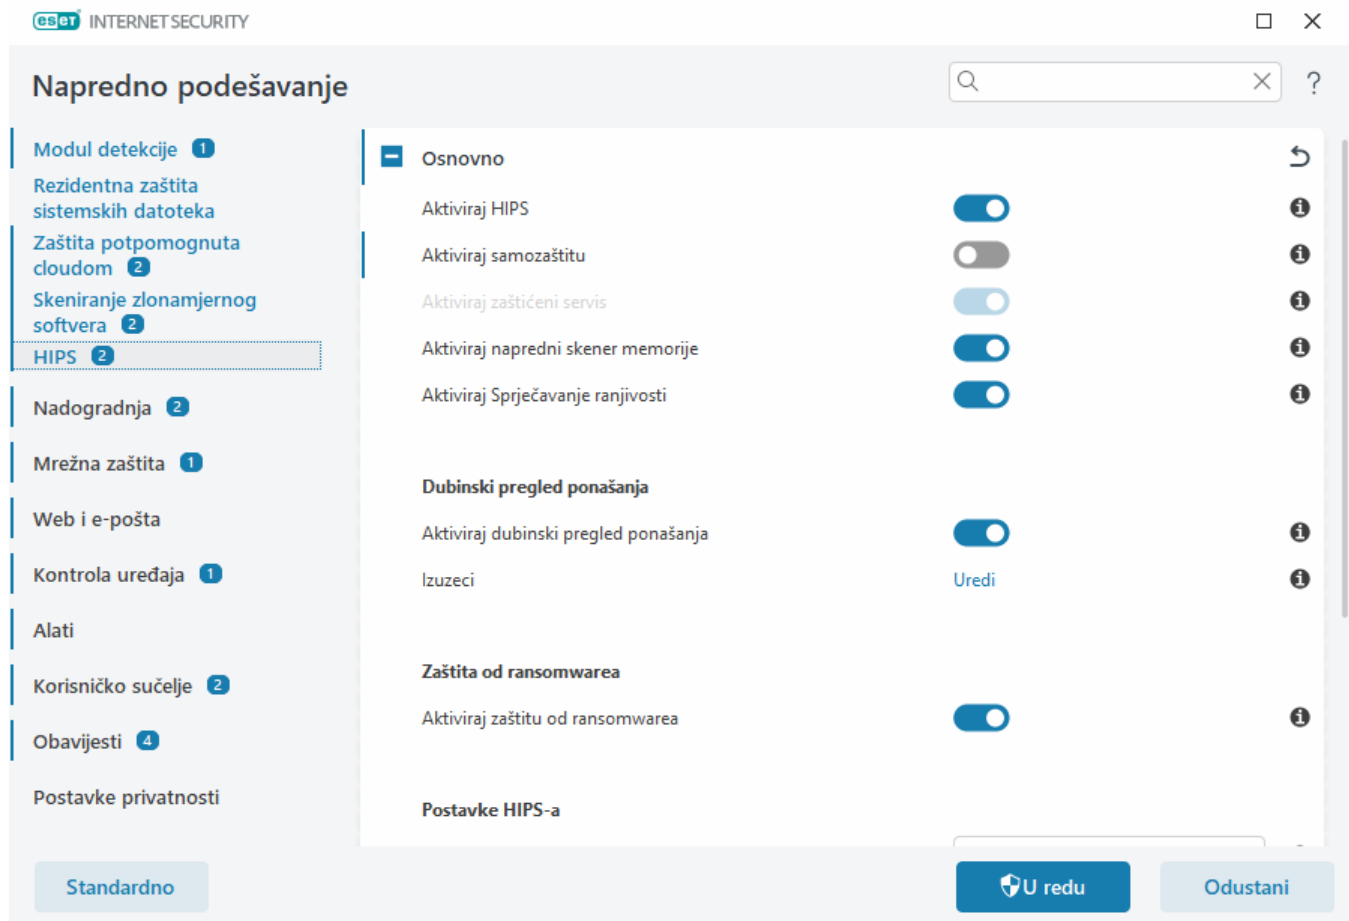 eset INTERNET SECURITY
Napredno podešavanje
?
Modul detekcije 1
Rezidentna zaštita
sistemskih datoteka
Zaštita potpomognuta
cloudom 2
Skeniranje zlonamjernog
softvera 2
HIPS 2
Nadogradnja 2
Mrežna zaštita 1
Web i e-pošta
Kontrola uređaja 1
Alati
Korisničko sučelje 2
Obavijesti 4
Postavke privatnosti
Osnovno
Aktiviraj HIPS
Aktiviraj samozaštitu
Aktiviraj zaštićeni servis
Aktiviraj napredni skener memorije
Aktiviraj Sprječavanje ranjivosti
Dubinski pregled ponašanja
Aktiviraj dubinski pregled ponašanja
Izuzeci Uredi
Zaštita od ransomwarea
Aktiviraj zaštitu od ransomwarea
Postavke HIPS-a
Standardno
U redu
Odustani